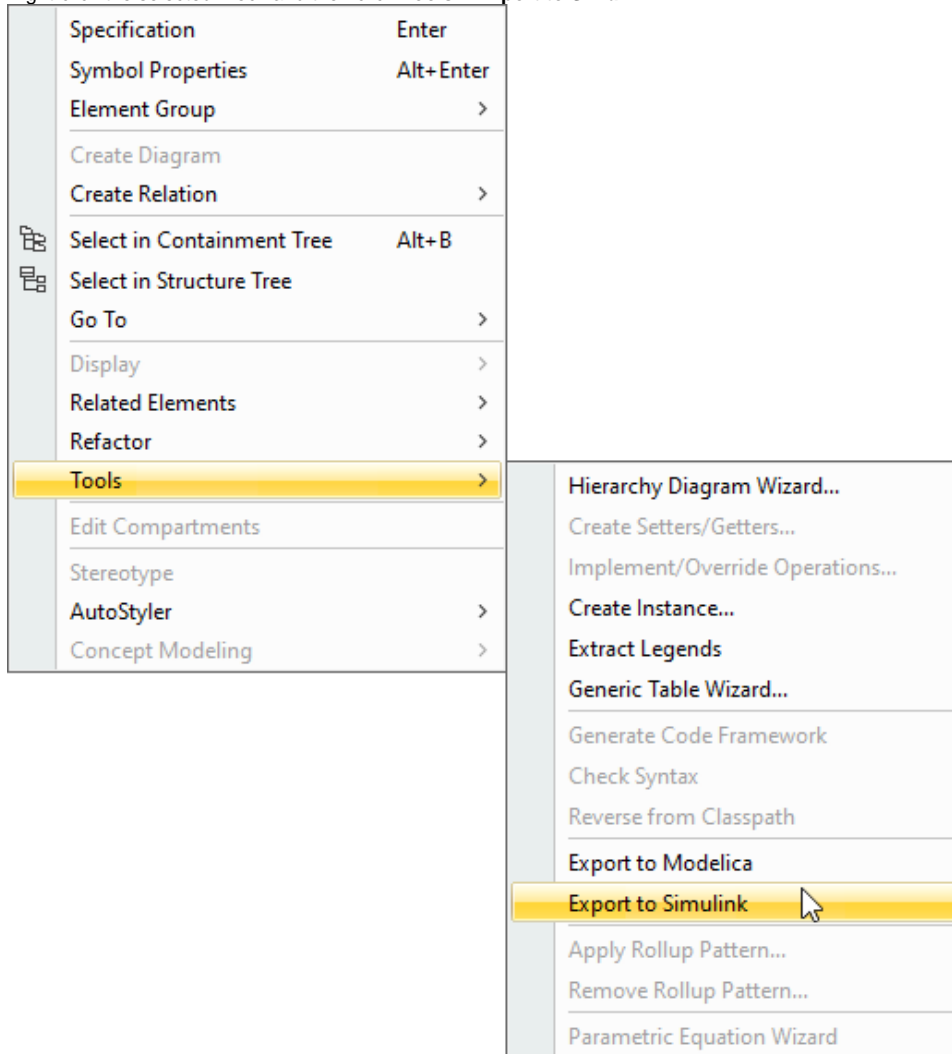 Specification Enter
Symbol Properties Alt+Enter
Element Group
Create Diagram
Create Relation
Select in Containment Tree Alt+B
Select in Structure Tree
Go To
Display
Related Elements
Refactor
Tools
Edit Compartments
Stereotype
AutoStyler
Concept Modeling
Hierarchy Diagram Wizard...
Create Setters/Getters...
Implement/Override Operations...
Create Instance...
Extract Legends
Generic Table Wizard...
Generate Code Framework
Check Syntax
Reverse from Classpath
Export to Modelica
Export to Simulink
Apply Rollup Pattern...
Remove Rollup Pattern...
Parametric Equation Wizard